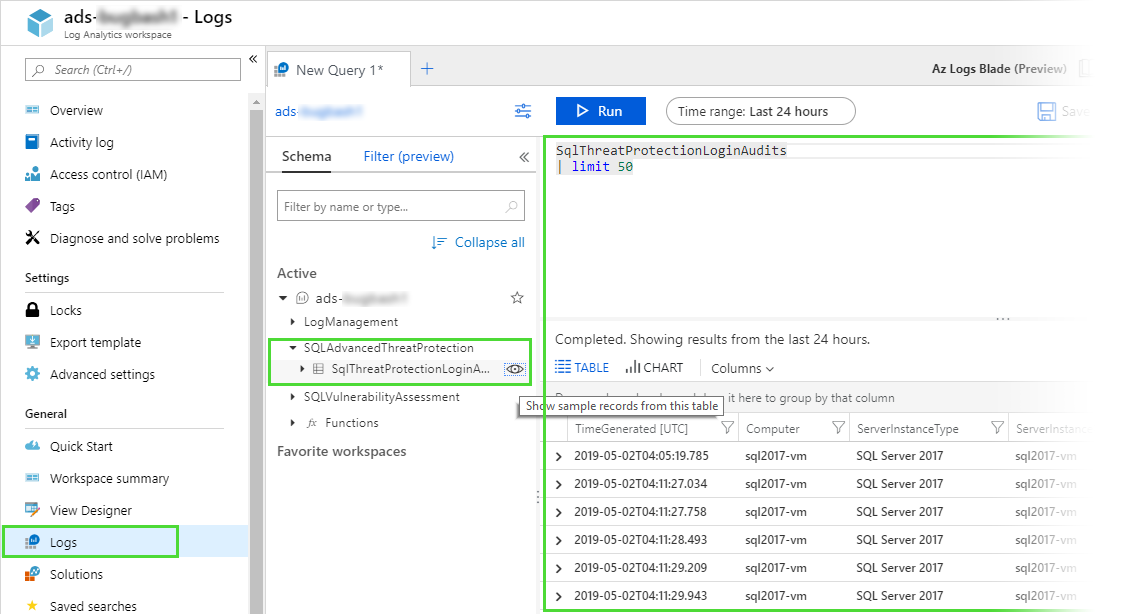 ads- - Logs
Log Analytics workspace
Search (Ctrl+/)
«
Overview
Activity log
Access control (IAM)
Tags
Diagnose and solve problems
Settings
Locks
Export template
Advanced settings
General
Quick Start
Workspace summary
View Designer
Logs
Solutions
Saved searches
New Query 1*
+
Az Logs Blade (Preview)
ads-
Run
Time range: Last 24 hours
Save
Schema
Filter (preview)
«
Filter by name or type...
Collapse all
Active
ads-
LogManagement
SQLAdvancedThreatProtection
SqlThreatProtectionLoginA...
SQLVulnerabilityAssessment
fx Functions
Favorite workspaces
SqlThreatProtectionLoginAudits
| limit 50
...
Completed. Showing results from the last 24 hours.
TABLE
CHART
Columns
it here to group by that column
Show sample records from this table
TimeGenerated [UTC] Computer ServerInstanceType ServerInstance
2019-05-02T04:05:19.785 sql2017-vm SQL Server 2017 sql2017-vm
2019-05-02T04:11:27.034 sql2017-vm SQL Server 2017 sql2017-vm
2019-05-02T04:11:27.758 sql2017-vm SQL Server 2017 sql2017-vm
2019-05-02T04:11:28.493 sql2017-vm SQL Server 2017 sql2017-vm
2019-05-02T04:11:29.209 sql2017-vm SQL Server 2017 sql2017-vm
2019-05-02T04:11:29.943 sql2017-vm SQL Server 2017 sql2017-vm